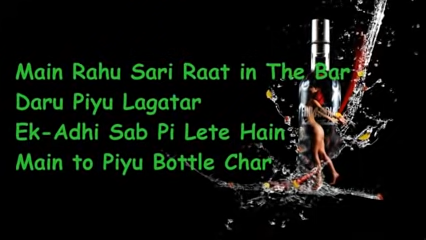 Main Rahu Sari Raat in The Bar
Daru Piyu Lagatar
Ek-Adhi Sab Pi Lete Hain
Main to Piyu Bottle Char